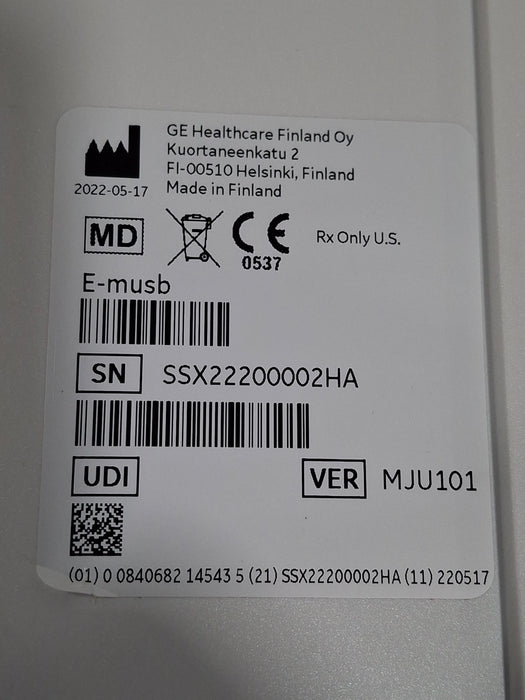 GE Healthcare Finland Oy
Kuortaneenkatu 2
FI-00510 Helsinki, Finland
2022-05-17 Made in Finland
MD CE Rx Only U.S.
0537
E-musb
SN SSX22200002HA
UDI VER MJU101
(01) 0 0840682 14543 5 (21) SSX22200002HA (11) 220517